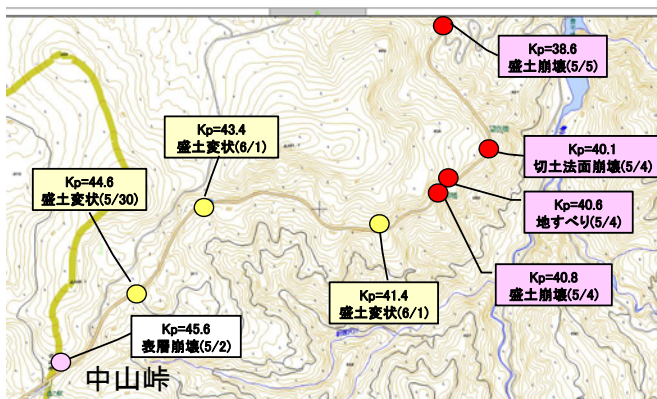 Kp=38.6
盛土崩壊(5/5)
Kp=43.4
盛土変状(6/1)
Kp=40.1
切土法面崩壊(5/4)
Kp=44.6
盛土変状(5/30)
Kp=40.6
地すべり(5/4)
Kp=40.8
盛土崩壊(5/4)
Kp=41.4
盛土変状(6/1)
Kp=45.6
表層崩壊(5/2)
中山峠